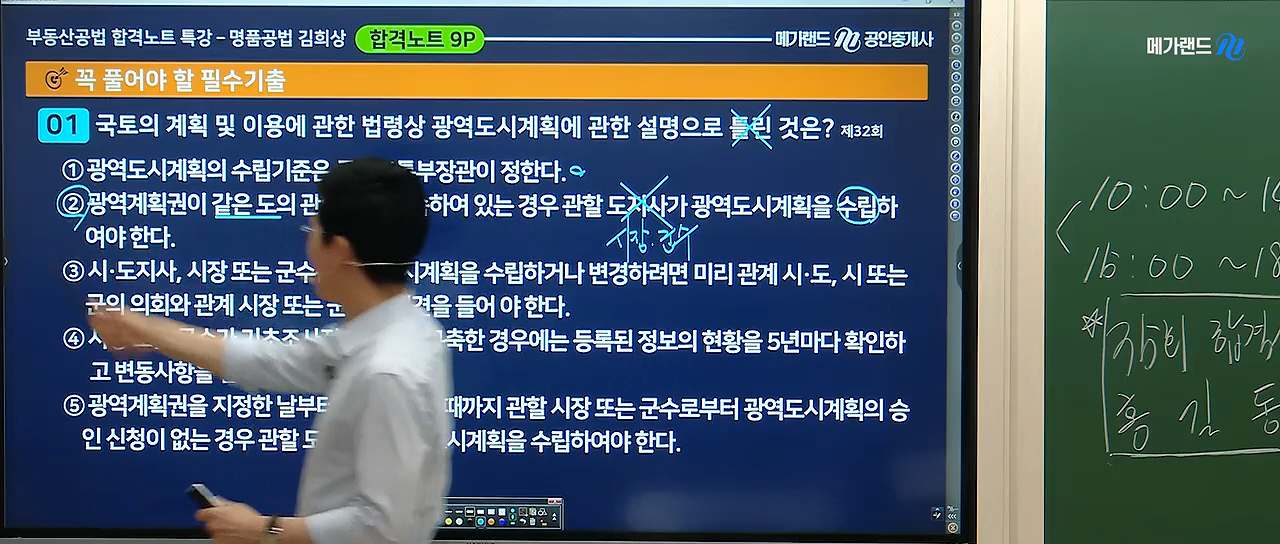 부동산공법 합격노트 특강 – 명품공법 김희상 합격노트 9P 메가랜드 공인중개사
메가랜드
꼭 풀어야 할 필수기출
01 국토의 계획 및 이용에 관한 법령상 광역도시계획에 관한 설명으로 틀린 것은? 제32회
① 광역도시계획의 수립기준은 부장관이 정한다.
② 광역계획권이 같은 도의 관 하여 있는 경우 관할 도지사가 광역도시계획을 수립하
여야 한다.
시장·군수
③ 시·도지사, 시장 또는 군수 시계획을 수립하거나 변경하려면 미리 관계 시·도, 시 또는
군의 의회와 관계 시장 또는 견을 들어 야 한다.
④ 축한 경우에는 등록된 정보의 현황을 5년마다 확인하
고 변동사항을
⑤ 광역계획권을 지정한 날부터 때까지 관할 시장 또는 군수로부터 광역도시계획의 승
인 신청이 없는 경우 관할 도 시계획을 수립하여야 한다.
10:00 ~
15:00 ~18
합격
홍 길 동